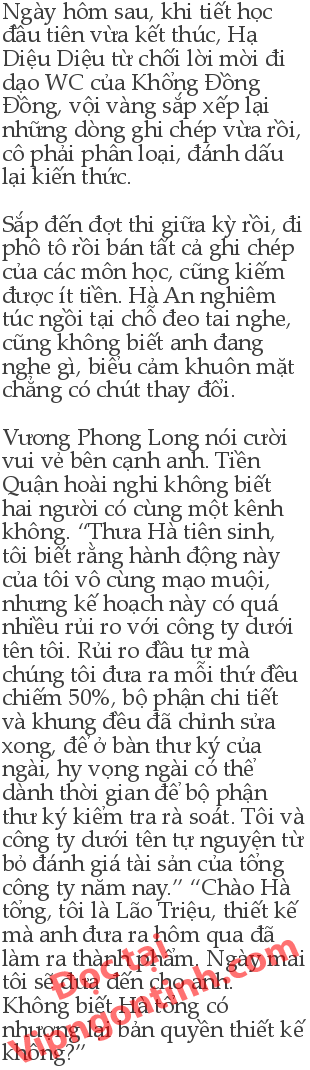 Ngày hôm sau, khi tiết học
đầu tiên vừa kết thúc, Hạ
Diệu Diệu từ chối lời mời đi
dạo WC của Khổng Đồng
Đồng, vội vàng sắp xếp lại
những dòng ghi chép vừa rồi,
cô phải phân loại, đánh dấu
lại kiến thức.

Sắp đến đợt thi giữa kỳ rồi, đi
phô tô rồi bán tất cả ghi chép
của các môn học, cũng kiếm
được ít tiền. Hà An nghiêm
túc ngồi tại chỗ đeo tai nghe,
cũng không biết anh đang
nghe gì, biểu cảm khuôn mặt
chẳng có chút thay đổi.

Vương Phong Long nói cười
vui vẻ bên cạnh anh. Tiền
Quận hoài nghi không biết
hai người có cùng một kênh
không. “Thưa Hà tiên sinh,
tôi biết rằng hành động này
của tôi vô cùng mạo muội,
nhưng kế hoạch này có quá
nhiều rủi ro với công ty dưới
tên tôi. Rủi ro đầu tư mà
chúng tôi đưa ra mỗi thứ đều
chiếm 50%, bộ phận chi tiết
và khung đều đã chỉnh sửa
xong, để ở bàn thư ký của
ngài, hy vọng ngài có thể
dành thời gian để bộ phận
thư ký kiểm tra rà soát. Tôi và
công ty dưới tên tự nguyện từ
bỏ đánh giá tài sản của tổng
công ty năm nay.” “Chào Hà
tổng, tôi là Lão Triệu, thiết kế
mà anh đưa ra hôm qua đã
làm ra thành phẩm. Ngày mai
tôi sẽ đưa đến cho anh.
Không biết Hà tổng có
nhượng lại bản quyền thiết kế
không?”
Đọc tại
Vipngontinh.com